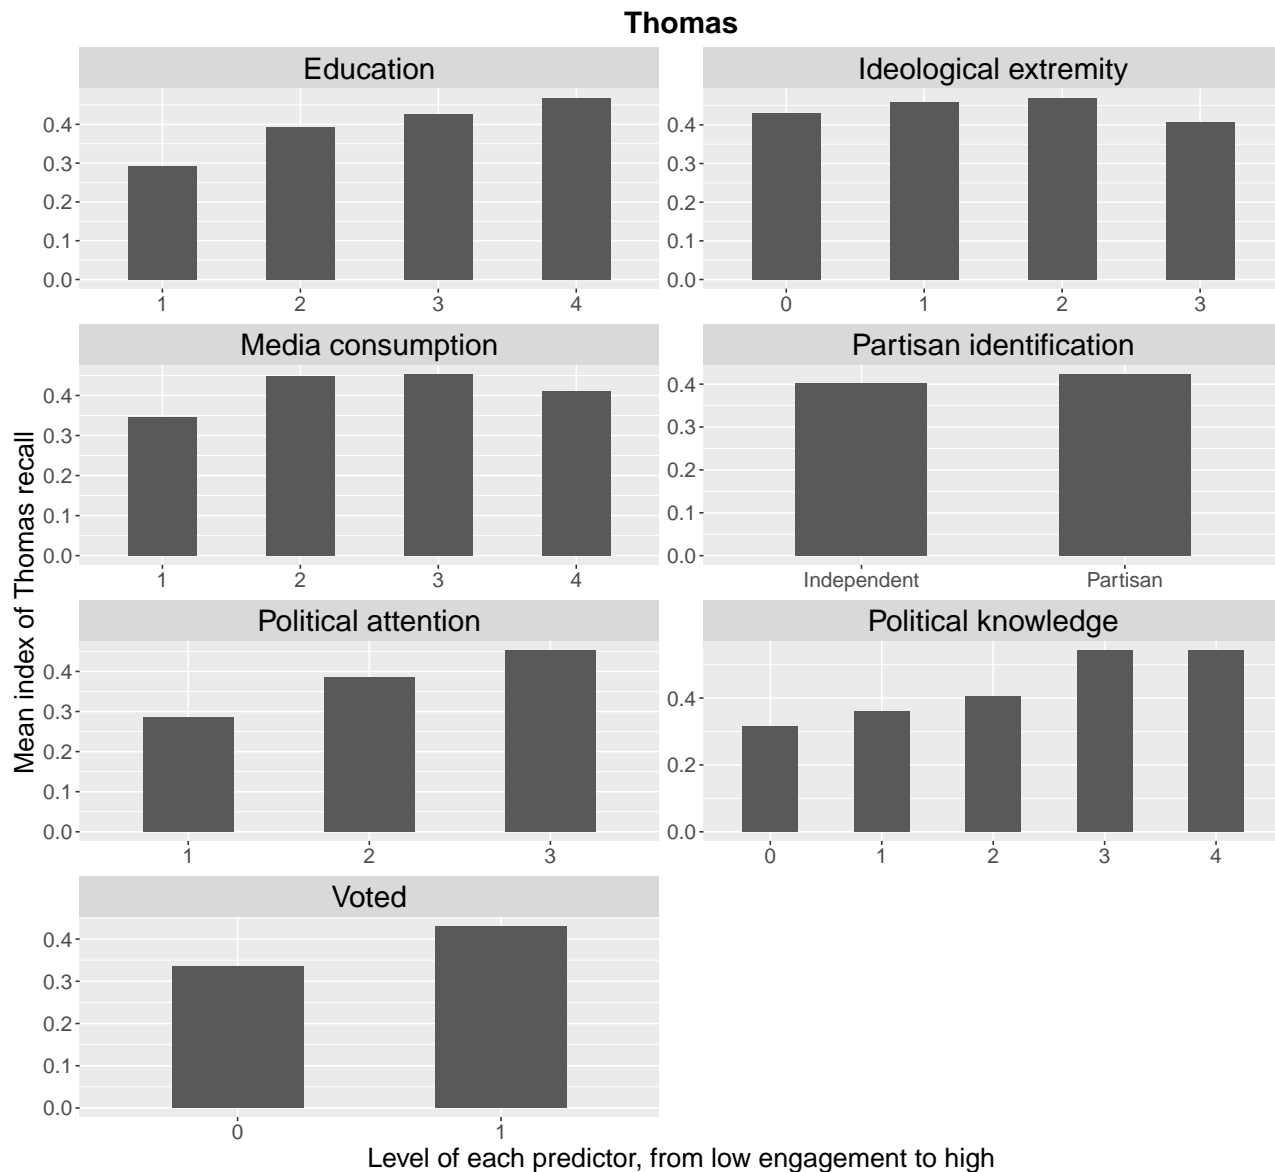 Thomas
Education
0.4
0.3
0.2
0.1
0.0
1 2 3 4
Ideological extremity
0.4
0.3
0.2
0.1
0.0
0 1 2 3
Media consumption
0.4
0.3
0.2
0.1
0.0
1 2 3 4
Partisan identification
0.4
0.3
0.2
0.1
0.0
Independent Partisan
Political attention
0.4
0.3
0.2
0.1
0.0
1 2 3
Political knowledge
0.4
0.2
0.0
0 1 2 3 4
Voted
0.4
0.3
0.2
0.1
0.0
0 1
Mean index of Thomas recall
Level of each predictor, from low engagement to high